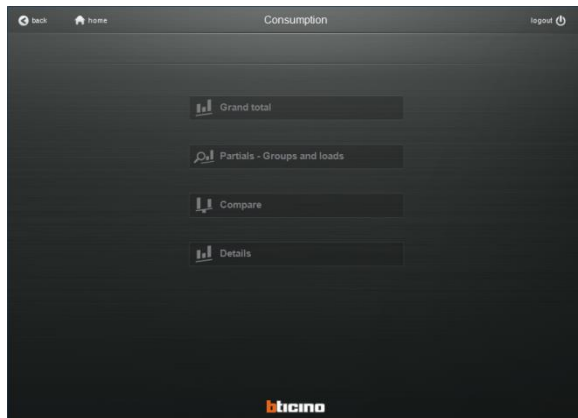 back home Consumption logout
Grand total
Partials - Groups and loads
Compare
Details
bticino